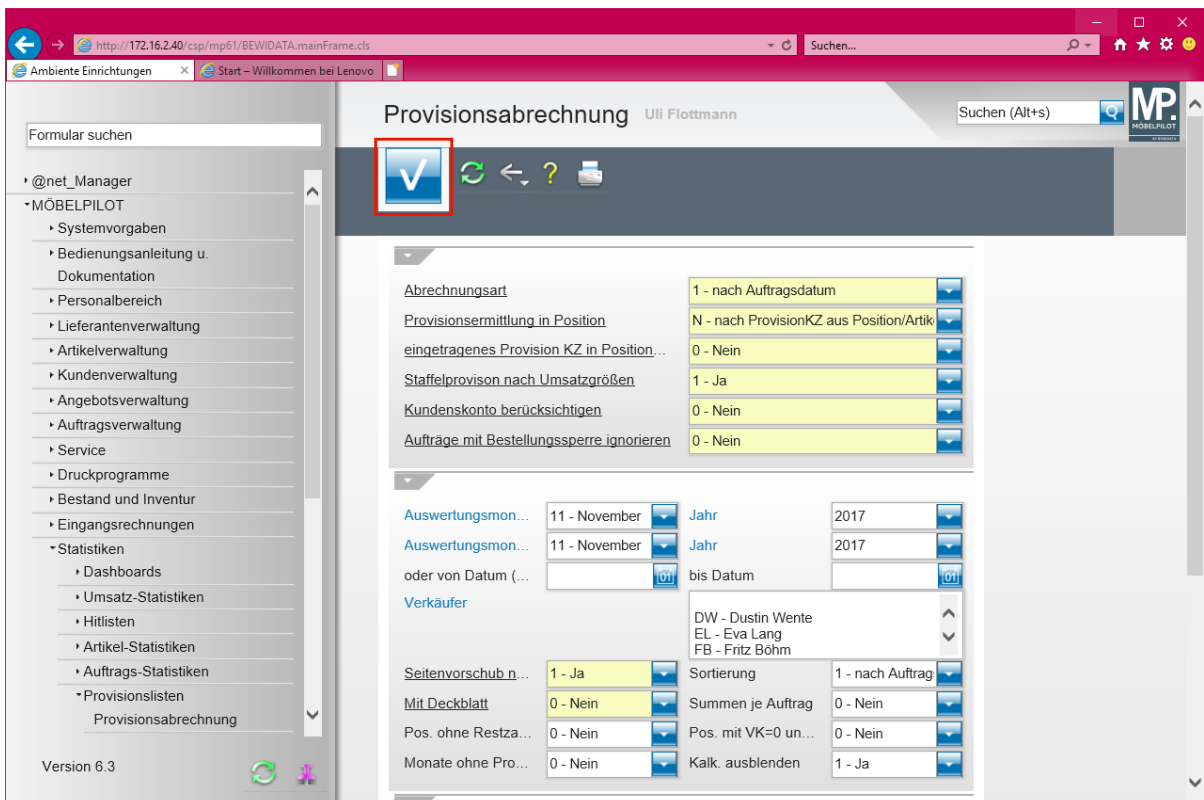 http://172.16.2.40/csp/mp61/BEWIDATA.mainFrame.cls
Suchen...
Ambiente Einrichtungen
Start – Willkommen bei Lenovo
Formular suchen
Provisionsabrechnung Uli Flottmann
Suchen (Alt+s)
MP.
MÖBELPILOT
BY BEWIDATA
@net_Manager
MÖBELPILOT
Systemvorgaben
Bedienungsanleitung u.
Dokumentation
Personalbereich
Lieferantenverwaltung
Artikelverwaltung
Kundenverwaltung
Angebotsverwaltung
Auftragsverwaltung
Service
Druckprogramme
Bestand und Inventur
Eingangsrechnungen
Statistiken
Dashboards
Umsatz-Statistiken
Hitlisten
Artikel-Statistiken
Auftrags-Statistiken
Provisionslisten
Provisionsabrechnung
Version 6.3
Abrechnungsart 1 - nach Auftragsdatum
Provisionsermittlung in Position N - nach ProvisionKZ aus Position/Artik
eingetragenes Provision KZ in Position... 0 - Nein
Staffelprovison nach Umsatzgrößen 1 - Ja
Kundenskonto berücksichtigen 0 - Nein
Aufträge mit Bestellungssperre ignorieren 0 - Nein
Auswertungsmon... 11 - November Jahr 2017
Auswertungsmon... 11 - November Jahr 2017
oder von Datum (... 01 bis Datum 01
Verkäufer
DW - Dustin Wente
EL - Eva Lang
FB - Fritz Böhm
Seitenvorschub n... 1 - Ja Sortierung 1 - nach Auftrag
Mit Deckblatt 0 - Nein Summen je Auftrag 0 - Nein
Pos. ohne Restza... 0 - Nein Pos. mit VK=0 un... 0 - Nein
Monate ohne Pro... 0 - Nein Kalk. ausblenden 1 - Ja